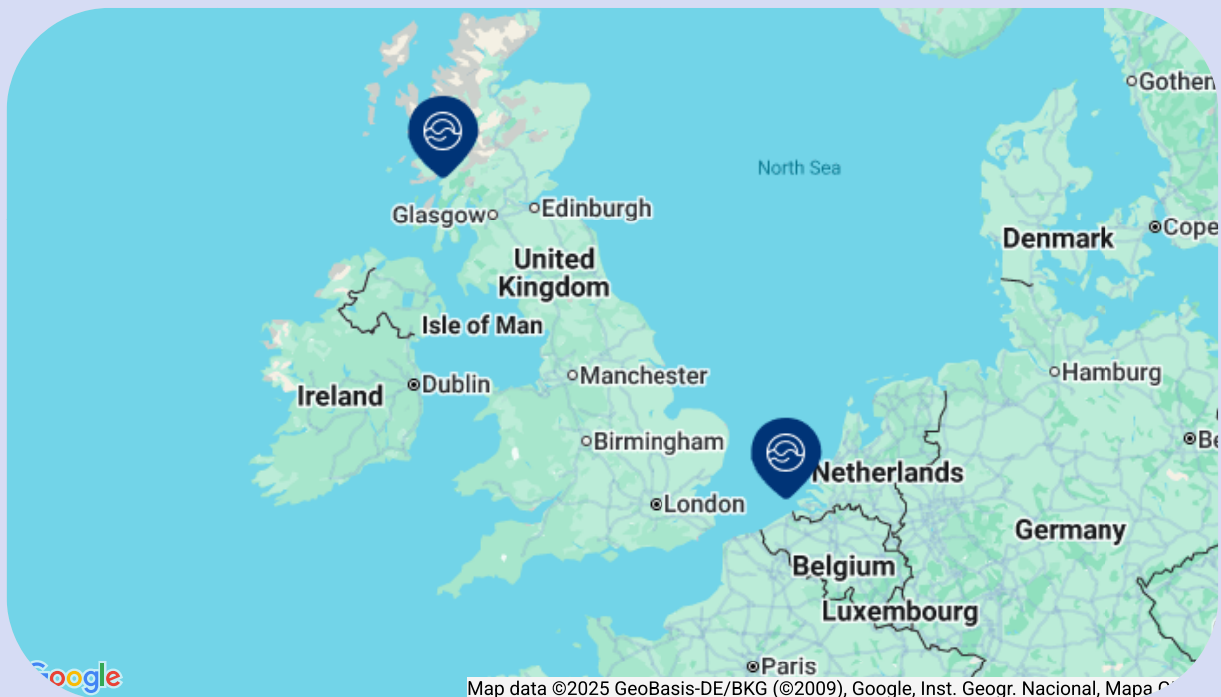 Gothen
North Sea
Glasgow
Edinburgh
Cope
Denmark
United
Kingdom
Isle of Man
Hamburg
Manchester
Dublin
Ireland
Be
Birmingham
Netherlands
London
Germany
Belgium
Luxembourg
Paris
Google
Map data ©2025 GeoBasis-DE/BKG (©2009), Google, Inst. Geogr. Nacional, Mapa G